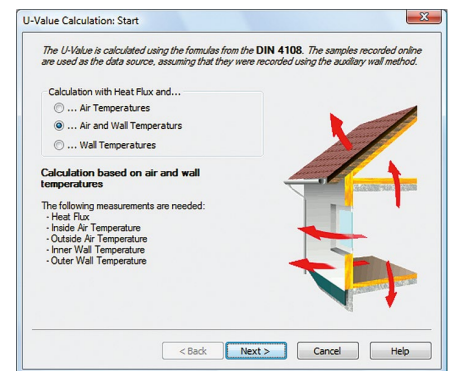 U-Value Calculation: Start
The U-Value is calculated using the formulas from the DIN 4108. The samples recorded online
are used as the data source, assuming that they were recorded using the auxiliary wall method.
Calculation with Heat Flux and...
... Air Temperatures
... Air and Wall Temperaturs
... Wall Temperatures
Calculation based on air and wall
temperatures
The following measurements are needed:
- Heat Flux
- Inside Air Temperature
- Outside Air Temperature
- Inner Wall Temperature
- Outer Wall Temperature
< Back
Next >
Cancel
Help